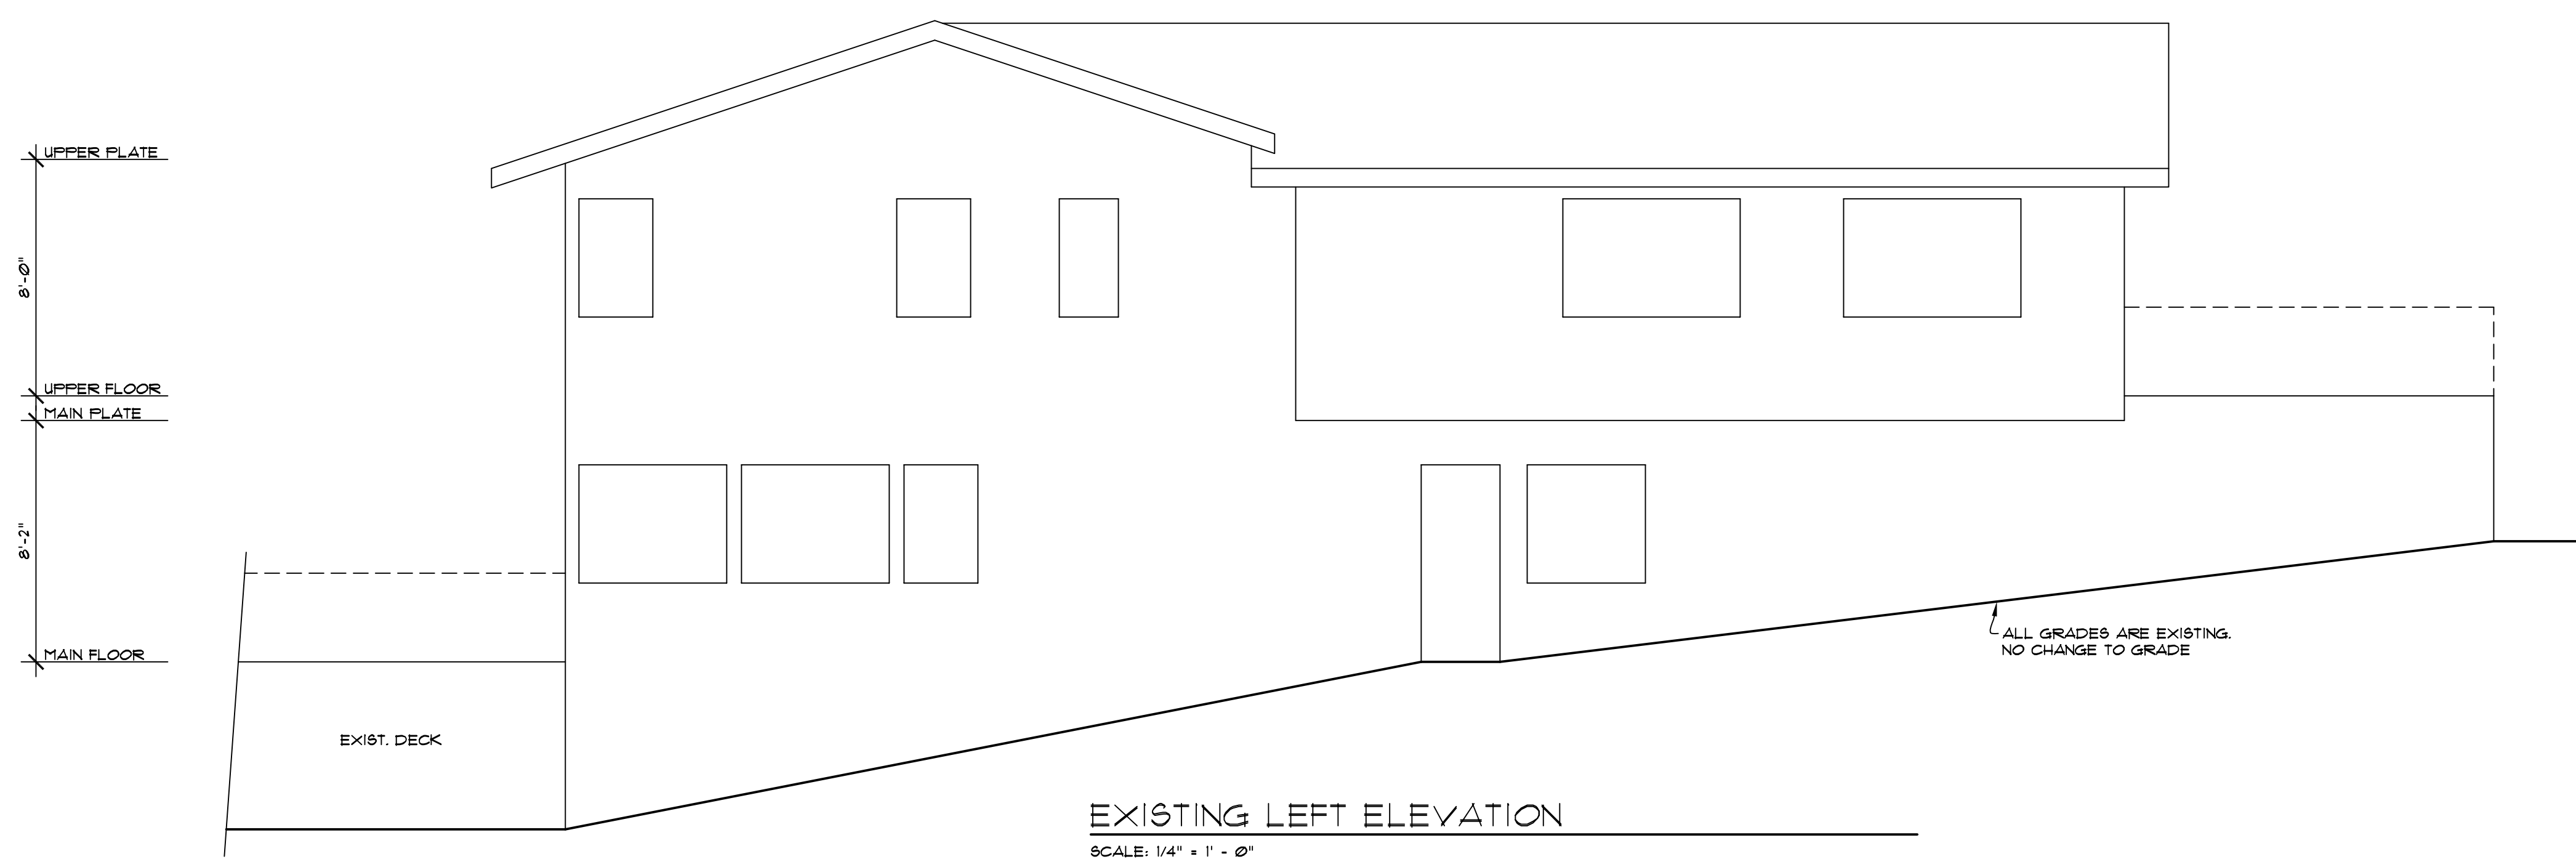 UPPER PLATE
8'-0"
UPPER FLOOR
MAIN PLATE
8'-2"
MAIN FLOOR
EXIST. DECK
ALL GRADES ARE EXISTING.
NO CHANGE TO GRADE
EXISTING LEFT ELEVATION
SCALE: 1/4" = 1' - 0"